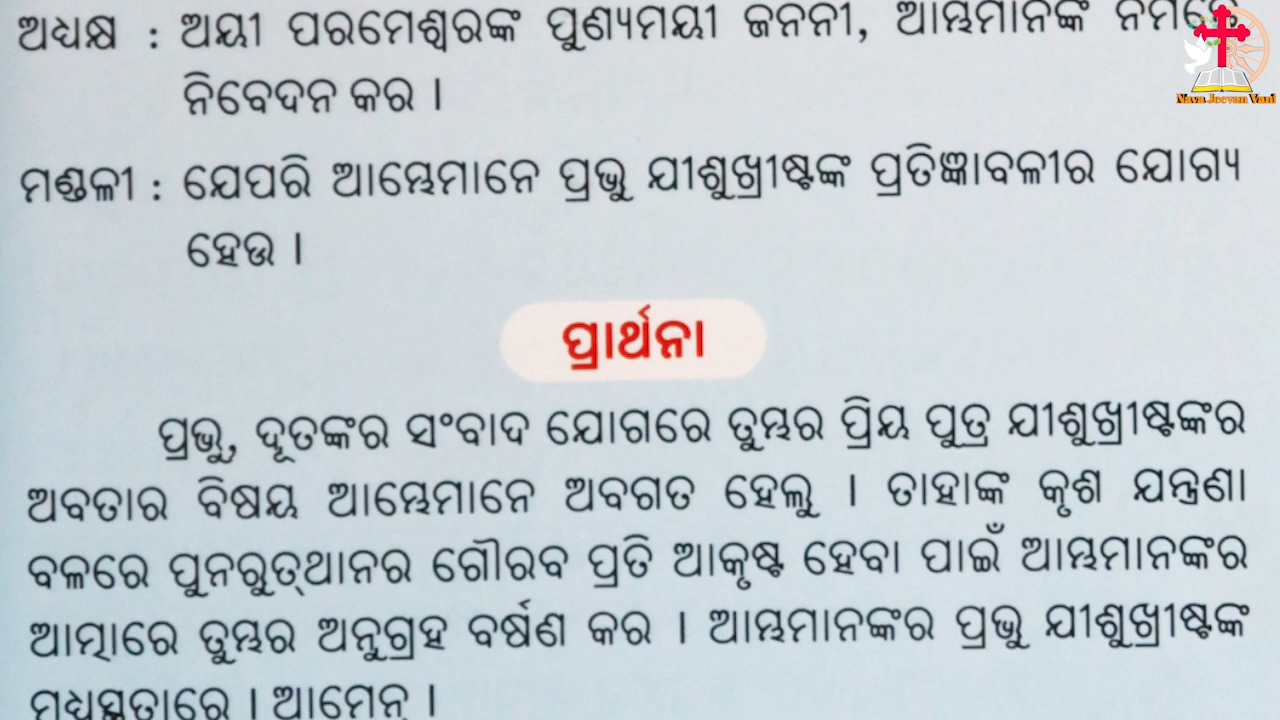 ଅଧ୍ୟକ୍ଷ : ଅୟୀ ପରମେଶ୍ୱରଙ୍କ ପୁଣ୍ୟମୟୀ ଜନନୀ, ଆମ୍ଭମାନଙ୍କ ନିମନ୍ତେ
ନିବେଦନ କର ।
ମଣ୍ଡଳୀ : ଯେପରି ଆମ୍ଭେମାନେ ପ୍ରଭୁ ଯୀଶୁଖ୍ରୀଷ୍ଟଙ୍କ ପ୍ରତିଜ୍ଞାବଳୀର ଯୋଗ୍ୟ
ହେଉ ।
ପ୍ରାର୍ଥନା
ପ୍ରଭୁ, ଦୂତଙ୍କର ସଂବାଦ ଯୋଗରେ ତୁମ୍ଭର ପ୍ରିୟ ପୁତ୍ର ଯୀଶୁଖ୍ରୀଷ୍ଟଙ୍କର
ଅବତାର ବିଷୟ ଆମ୍ଭେମାନେ ଅବଗତ ହେଲୁ । ତାହାଙ୍କ କୃଶ ଯନ୍ତ୍ରଣା
ବଳରେ ପୁନରୁତ୍‌ଥାନର ଗୌରବ ପ୍ରତି ଆକୃଷ୍ଟ ହେବା ପାଇଁ ଆମ୍ଭମାନଙ୍କର
ଆତ୍ମାରେ ତୁମ୍ଭର ଅନୁଗ୍ରହ ବର୍ଷଣ କର । ଆମ୍ଭମାନଙ୍କର ପ୍ରଭୁ ଯୀଶୁଖ୍ରୀଷ୍ଟଙ୍କ
ମଧ୍ୟସ୍ଥତାରେ । ଆମେନ୍ ।
Nava Jeevan Vani